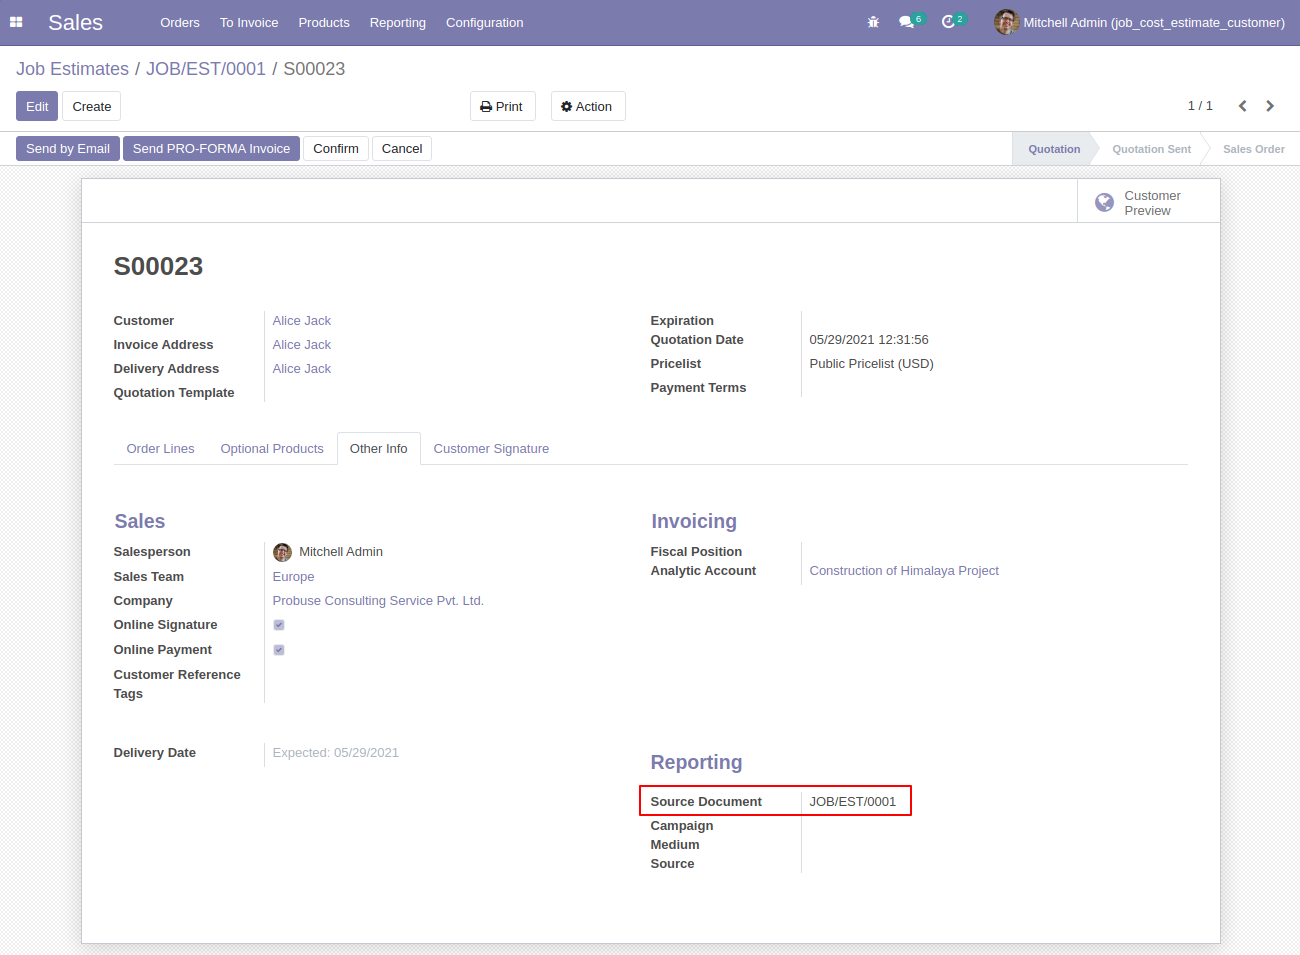 Sales Orders To Invoice Products Reporting Configuration 6 2 Mitchell Admin (job_cost_estimate_customer)
Job Estimates / JOB/EST/0001 / S00023
Edit Create Print Action 1 / 1
Send by Email Send PRO-FORMA Invoice Confirm Cancel Quotation Quotation Sent Sales Order
Customer
Preview
S00023
Customer Alice Jack
Invoice Address Alice Jack
Delivery Address Alice Jack
Quotation Template
Expiration
Quotation Date 05/29/2021 12:31:56
Pricelist Public Pricelist (USD)
Payment Terms
Order Lines Optional Products Other Info Customer Signature
Sales
Salesperson Mitchell Admin
Sales Team Europe
Company Probuse Consulting Service Pvt. Ltd.
Online Signature
Online Payment
Customer Reference
Tags
Invoicing
Fiscal Position
Analytic Account Construction of Himalaya Project
Delivery Date Expected: 05/29/2021
Reporting
Source Document JOB/EST/0001
Campaign
Medium
Source